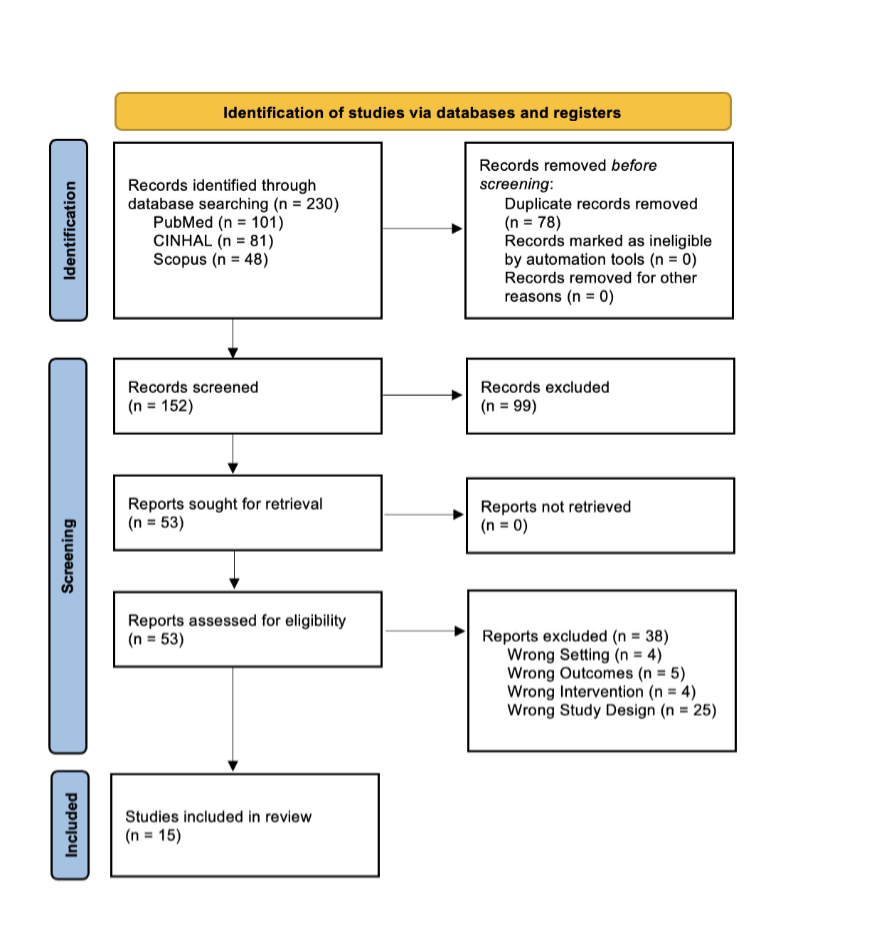 Identification of studies via databases and registers
Identification
Records identified through
database searching (n = 230)
PubMed (n = 101)
CINHAL (n = 81)
Scopus (n = 48)
Records removed before
screening:
Duplicate records removed
(n = 78)
Records marked as ineligible
by automation tools (n = 0)
Records removed for other
reasons (n = 0)
Screening
Records screened
(n = 152)
Records excluded
(n = 99)
Reports sought for retrieval
(n = 53)
Reports not retrieved
(n = 0)
Reports assessed for eligibility
(n = 53)
Reports excluded (n = 38)
Wrong Setting (n = 4)
Wrong Outcomes (n = 5)
Wrong Intervention (n = 4)
Wrong Study Design (n = 25)
Included
Studies included in review
(n = 15)